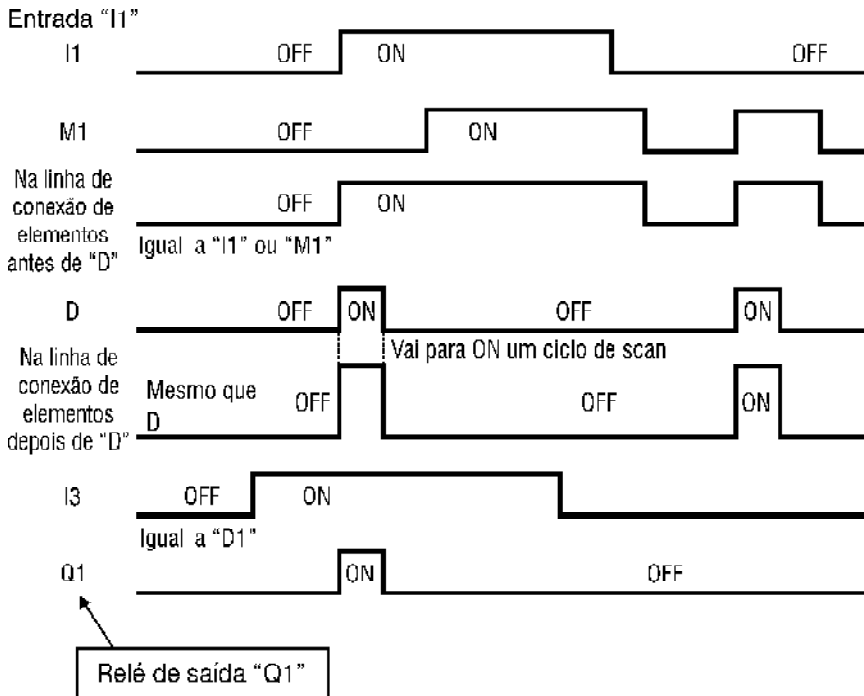 Entrada "I1"
I1 OFF ON OFF
M1 OFF ON
Na linha de
conexão de
elementos
antes de "D"
OFF ON
Igual a "I1" ou "M1"
D OFF ON OFF ON
Vai para ON um ciclo de scan
Na linha de
conexão de
elementos
depois de "D"
Mesmo que
D
OFF OFF ON
I3 OFF ON
Igual a "D1"
Q1 ON OFF
Relé de saída "Q1"